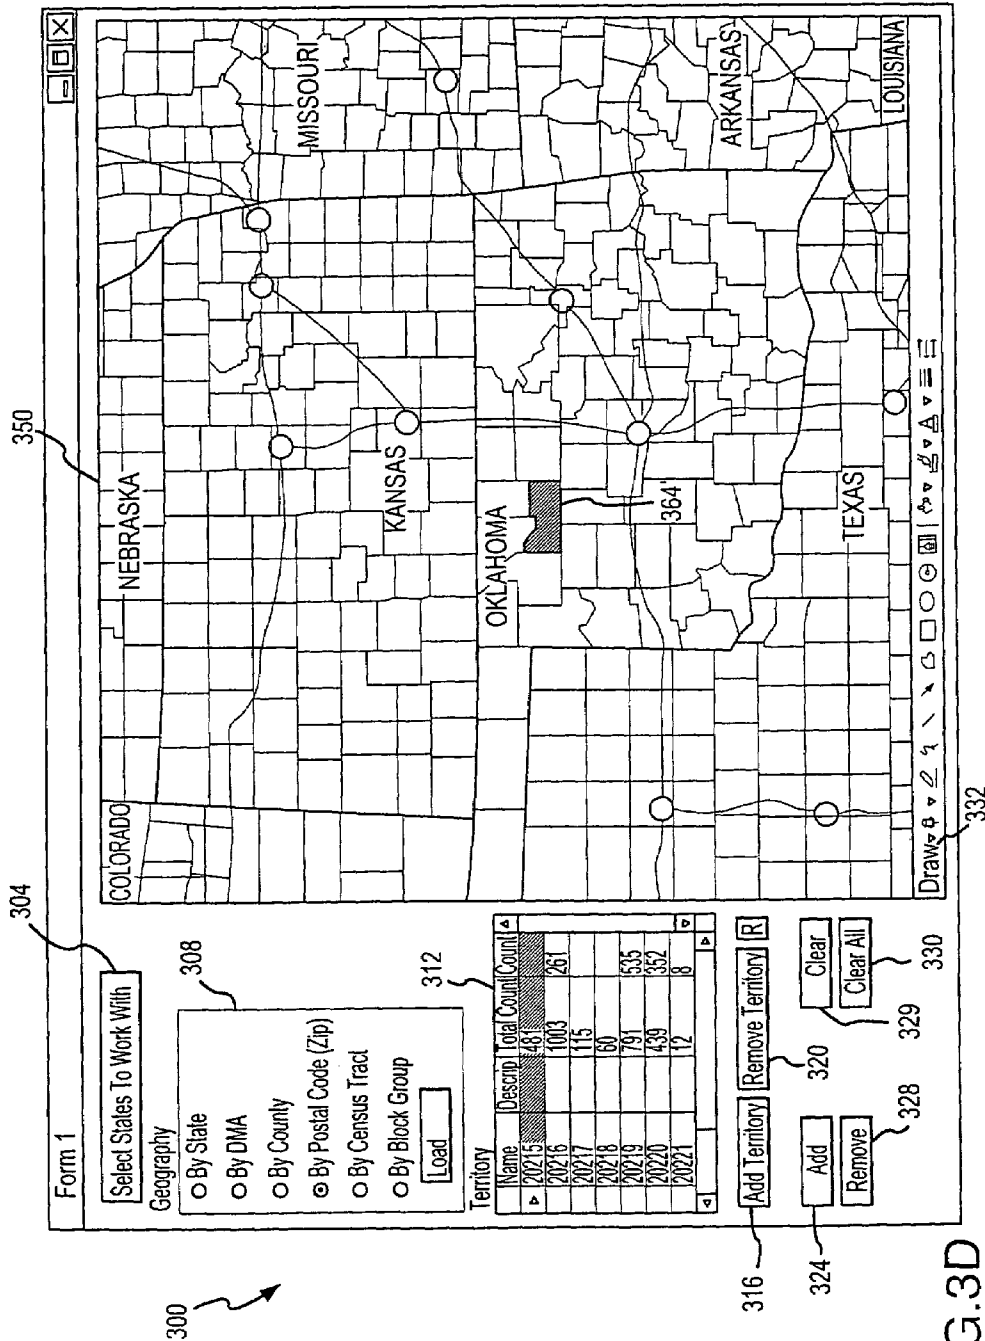 300
Form 1
304
Select States To Work With
Geography
308
By State
By DMA
By County
By Postal Code (Zip)
By Census Tract
By Block Group
Load
Territory
312
Name Descrip Total Count Count
20215 481
20216 1003 261
20217 115
20218 60
20219 791 535
20220 439 352
20221 12 8
316
Add Territory Remove Territory R
320
324
Add Clear
Remove Clear All
328
329
330
350
COLORADO
NEBRASKA
KANSAS
MISSOURI
OKLAHOMA
364'
ARKANSAS
TEXAS
LOUISIANA
Draw
332
G.3D